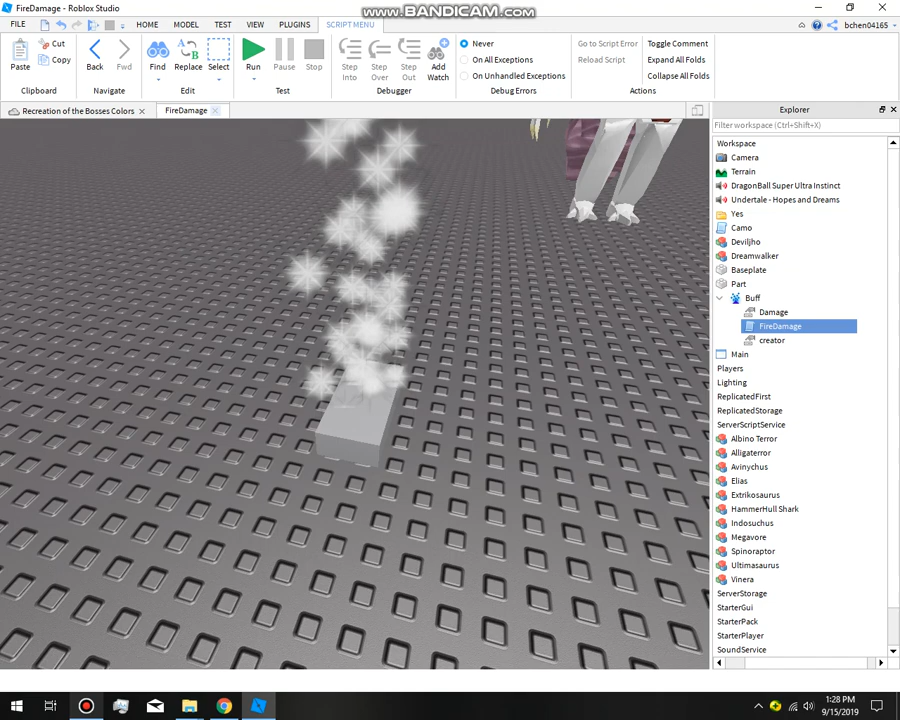 FireDamage - Roblox Studio
www.BANDICAM.com
FILE HOME MODEL TEST VIEW PLUGINS SCRIPT MENU bchen04165
Paste Cut Copy Back Fwd Find Replace Select Run Pause Stop Step Into Step Over Step Out Add Watch Never On All Exceptions On Unhandled Exceptions Go to Script Error Reload Script Toggle Comment Expand All Folds Collapse All Folds
Clipboard Navigate Edit Test Debugger Debug Errors Actions
Recreation of the Bosses Colors FireDamage Explorer
Filter workspace (Ctrl+Shift+X)
Workspace
Camera
Terrain
DragonBall Super Ultra Instinct
Undertale - Hopes and Dreams
Yes
Camo
Deviljho
Dreamwalker
Baseplate
Part
Buff
Damage
FireDamage
creator
Main
Players
Lighting
ReplicatedFirst
ReplicatedStorage
ServerScriptService
Albino Terror
Alligaterror
Avinychus
Elias
Extrikosaurus
HammerHull Shark
Indosuchus
Megavore
Spinoraptor
Ultimasaurus
Vinera
ServerStorage
StarterGui
StarterPack
StarterPlayer
SoundService
1:28 PM
9/15/2019